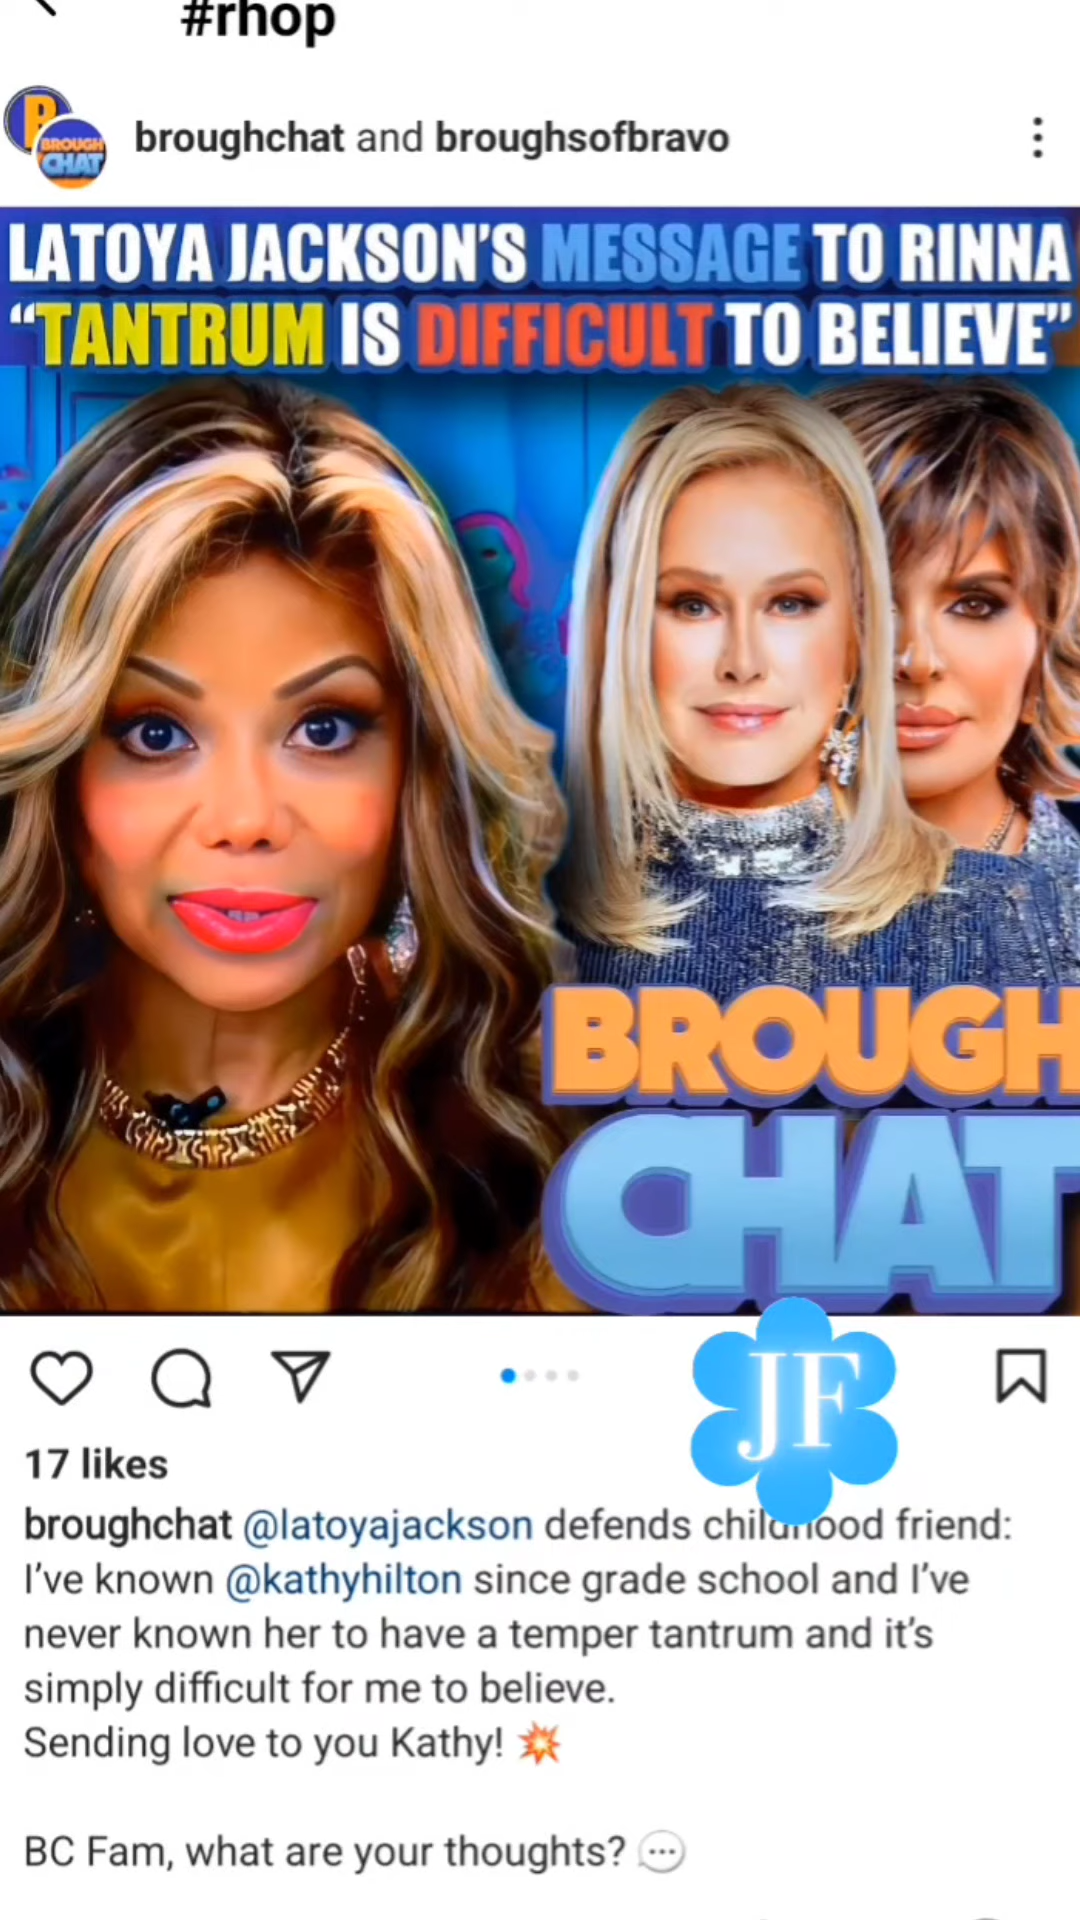 #rhop
B
BROUGH
CHAT
broughchat and broughsofbravo
LATOYA JACKSON'S MESSAGE TO RINNA
“TANTRUM IS DIFFICULT TO BELIEVE”
BROUGH
CHAT
JF
17 likes
broughchat @latoyajackson defends childhood friend:
I’ve known @kathyhilton since grade school and I’ve
never known her to have a temper tantrum and it’s
simply difficult for me to believe.
Sending love to you Kathy! 💥
BC Fam, what are your thoughts? 💬